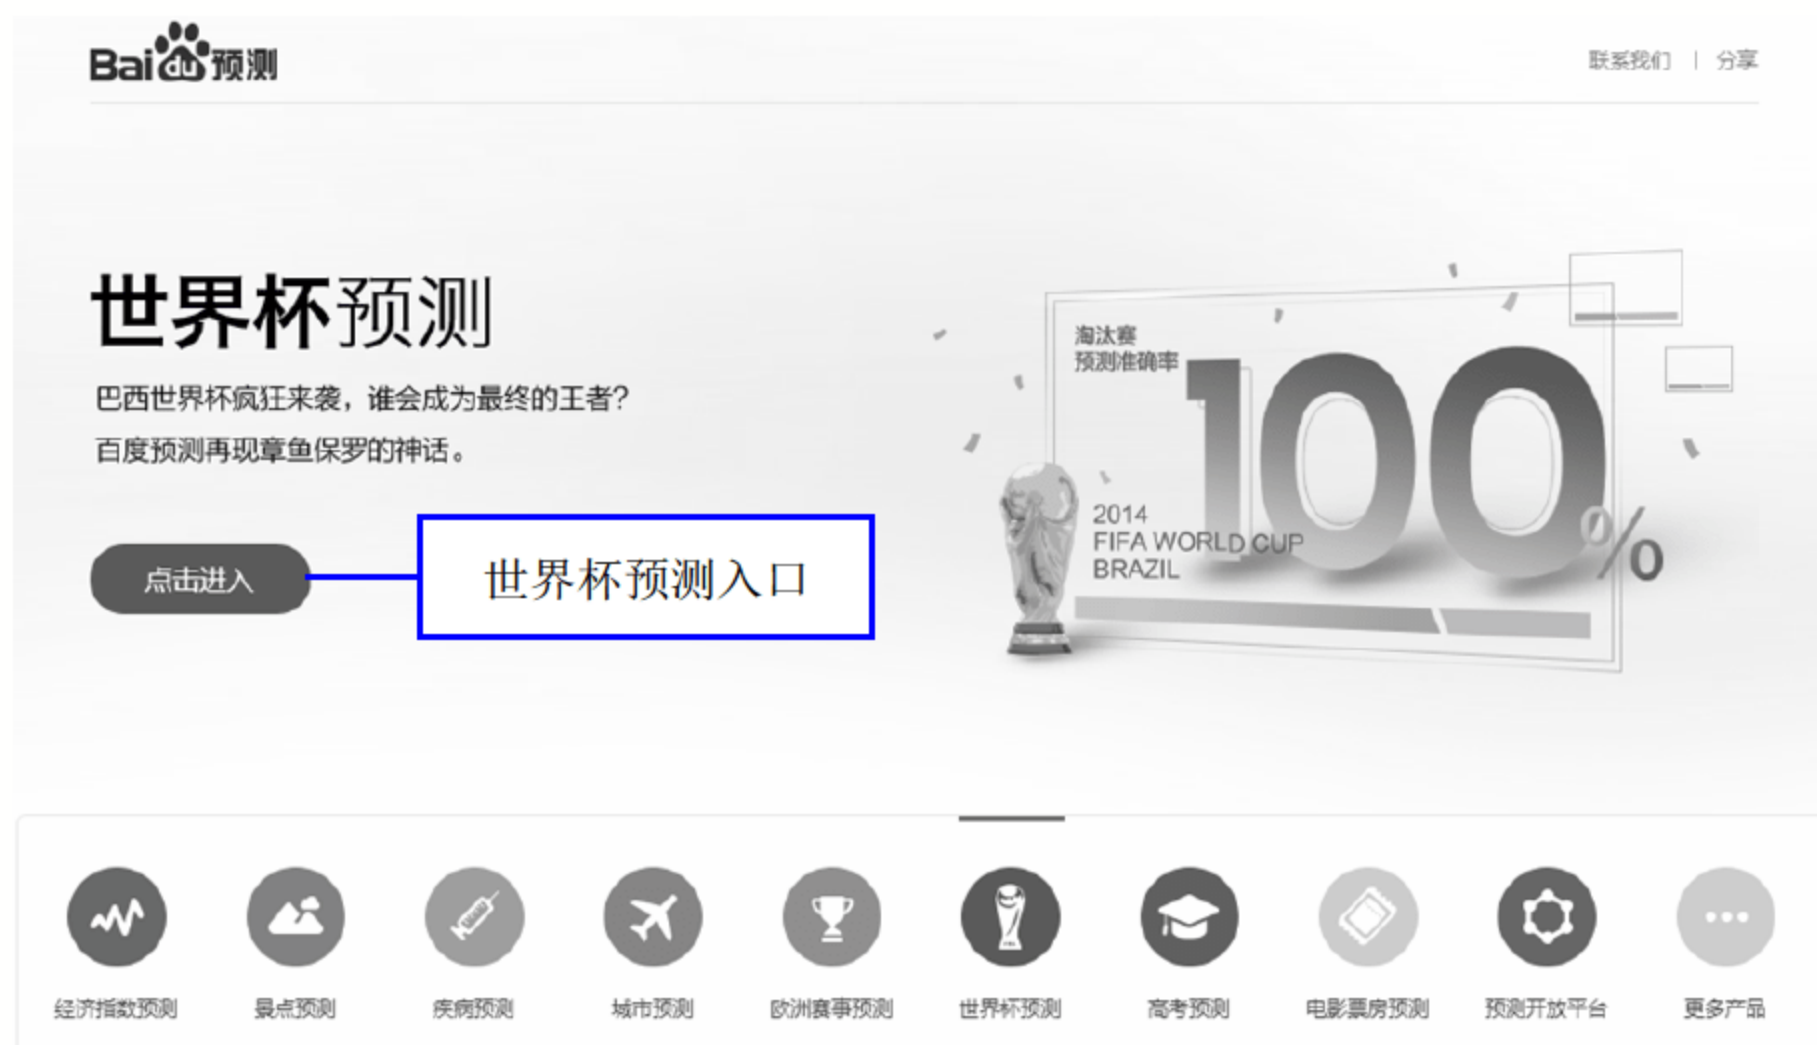 Bai du 预测
联系我们 | 分享
世界杯预测
巴西世界杯疯狂来袭，谁会成为最终的王者？
百度预测再现章鱼保罗的神话。
点击进入
世界杯预测入口
淘汰赛
预测准确率
100%
2014
FIFA WORLD CUP
BRAZIL
经济指数预测
景点预测
疾病预测
城市预测
欧洲赛事预测
世界杯预测
高考预测
电影票房预测
预测开放平台
更多产品